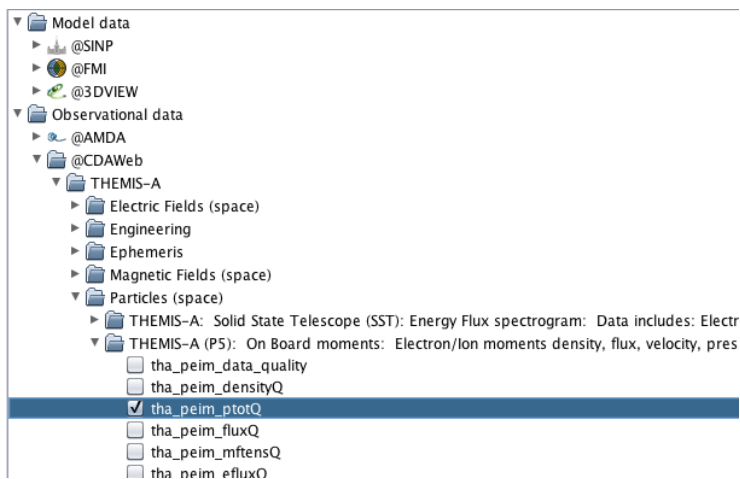 Model data
@SINP
@FMI
@3DVIEW
Observational data
@AMDA
@CDAWeb
THEMIS-A
Electric Fields (space)
Engineering
Ephemeris
Magnetic Fields (space)
Particles (space)
THEMIS-A: Solid State Telescope (SST): Energy Flux spectrogram: Data includes: Electr
THEMIS-A (P5): On Board moments: Electron/Ion moments density, flux, velocity, pres
tha_peim_data_quality
tha_peim_densityQ
tha_peim_ptotQ
tha_peim_fluxQ
tha_peim_mftensQ
tha_peim_efluxQ